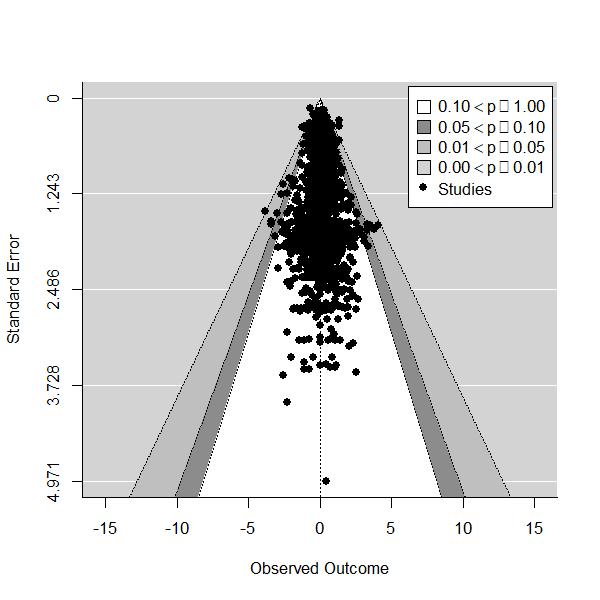 0.10 < p □ 1.00
0.05 < p □ 0.10
0.01 < p □ 0.05
0.00 < p □ 0.01
Studies
0
1.243
2.486
3.728
4.971
Standard Error
-15 -10 -5 0 5 10 15
Observed Outcome